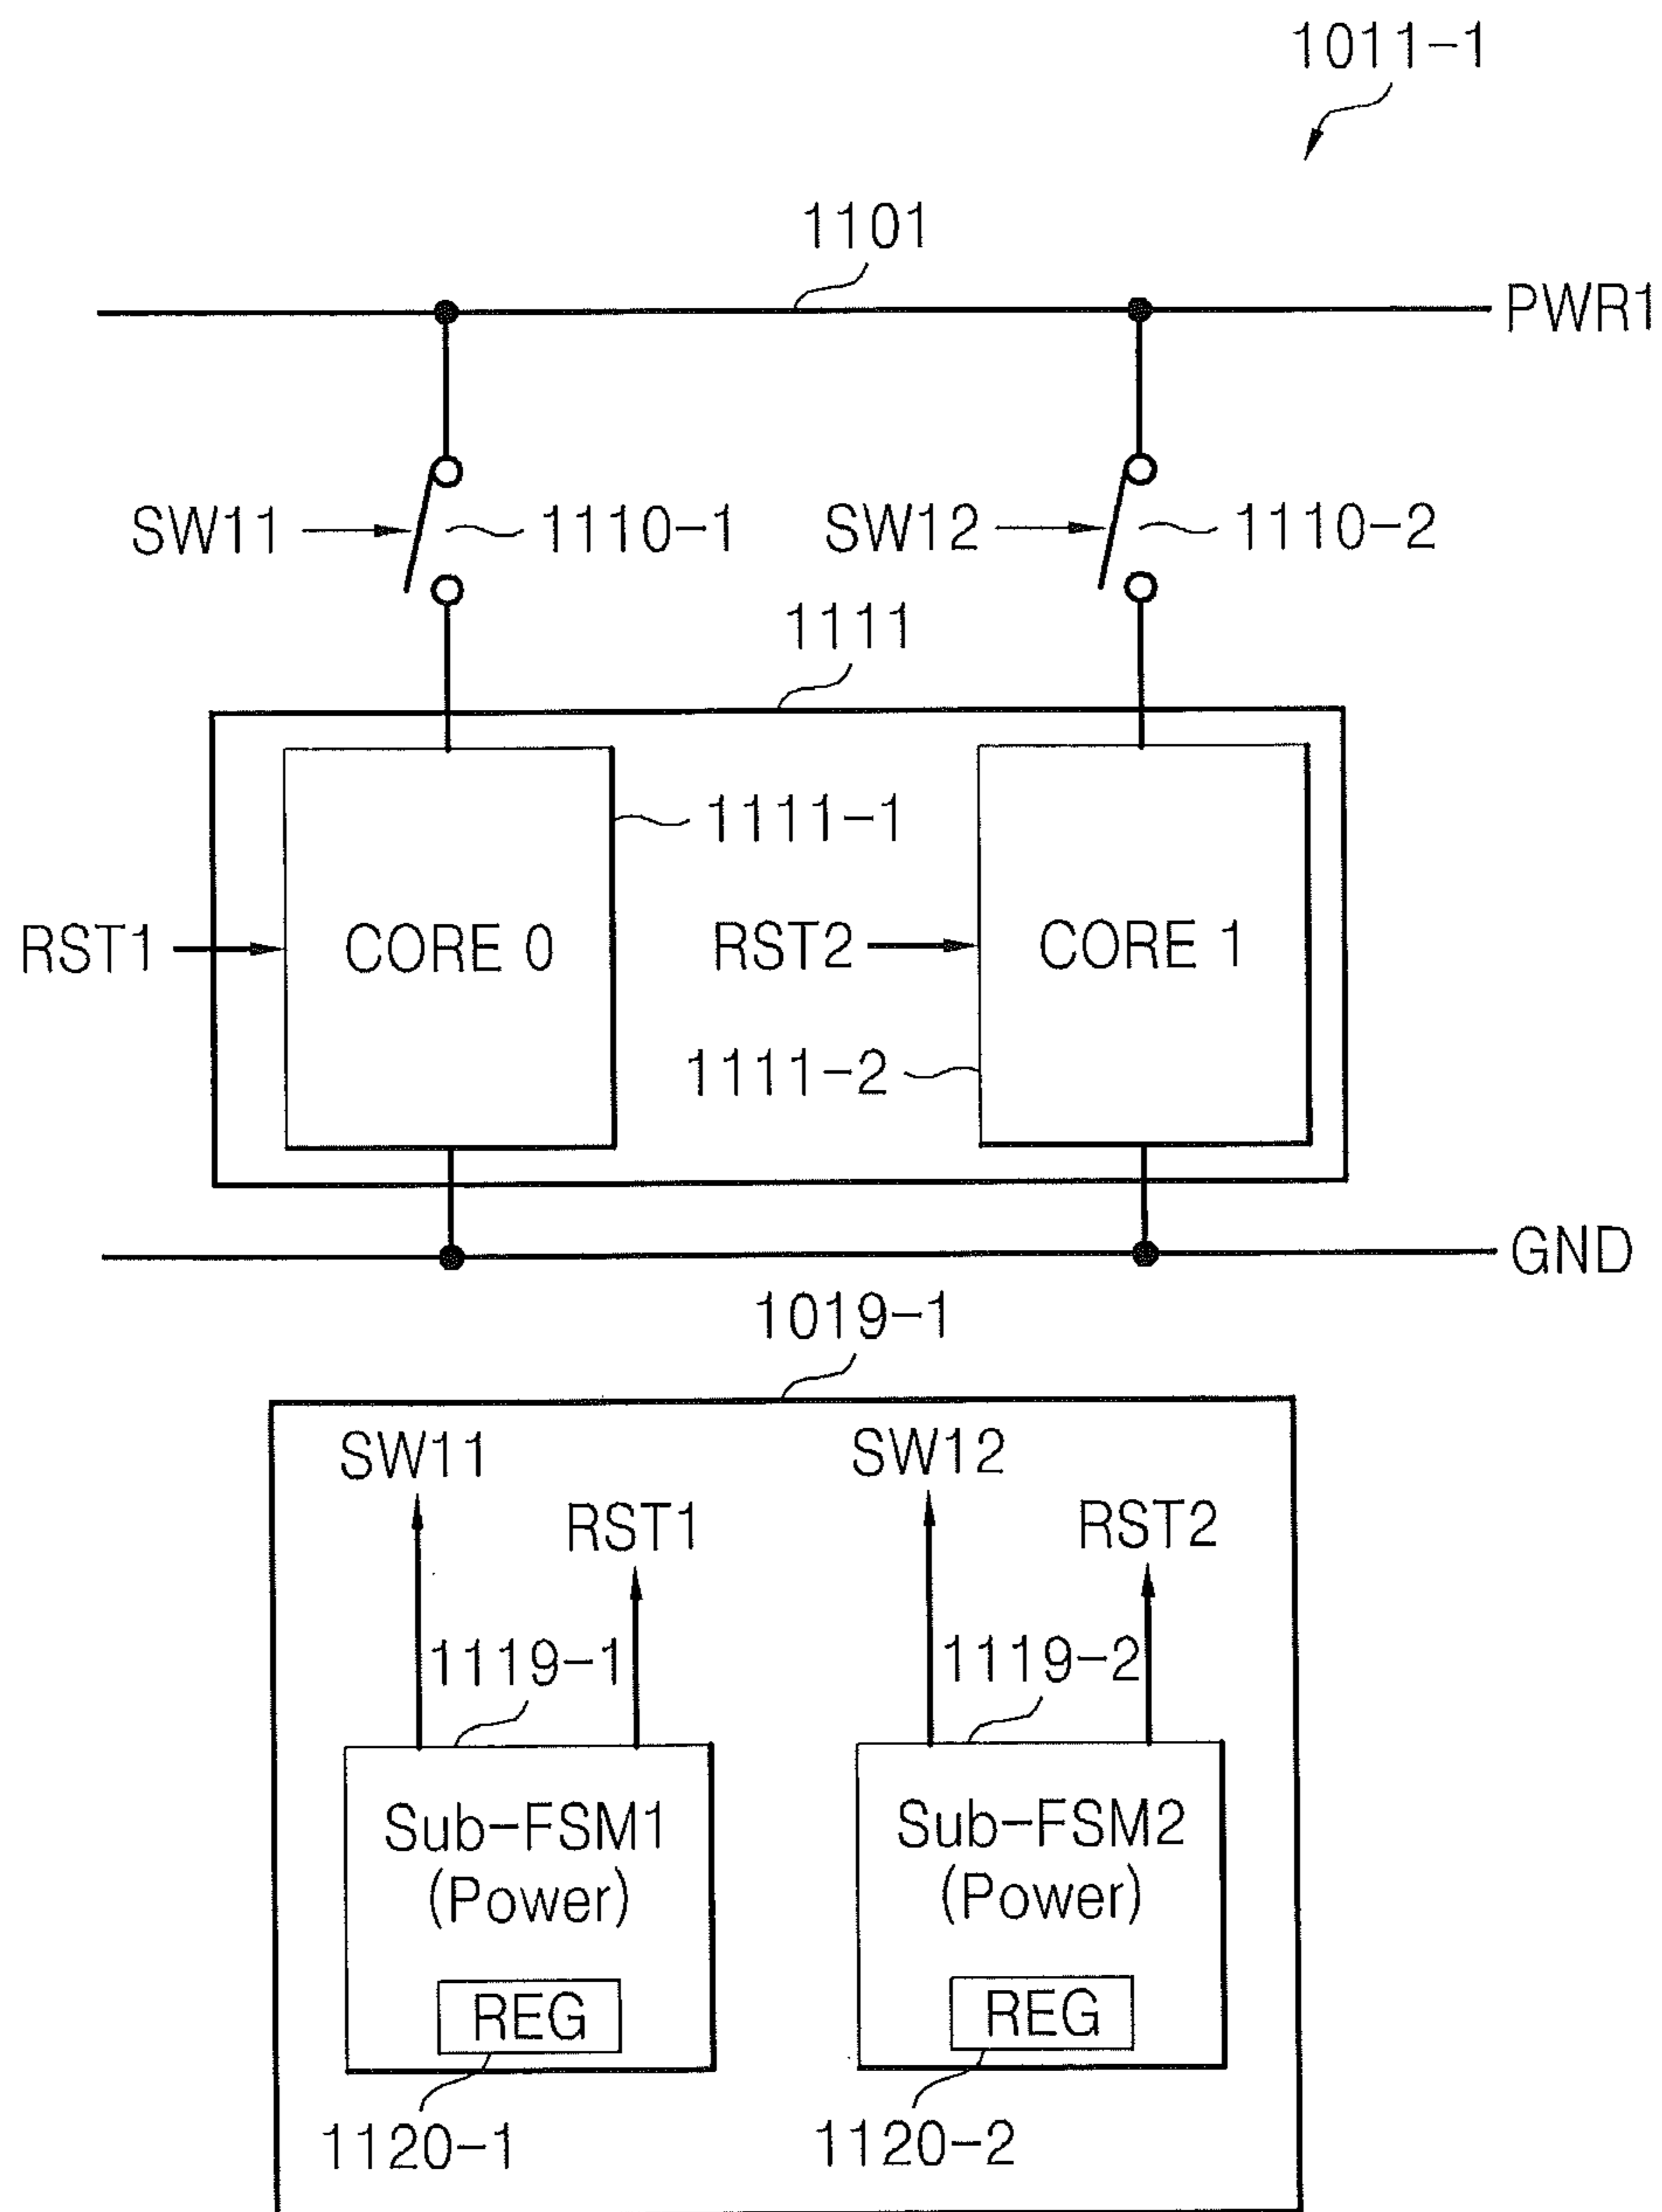 1011-1
1101
PWR1
SW11
1110-1
SW12
1110-2
1111
1111-1
RST1
CORE 0
RST2
CORE 1
1111-2
GND
1019-1
SW11
SW12
RST1
RST2
1119-1
1119-2
Sub-FSM1
(Power)
Sub-FSM2
(Power)
REG
REG
1120-1
1120-2